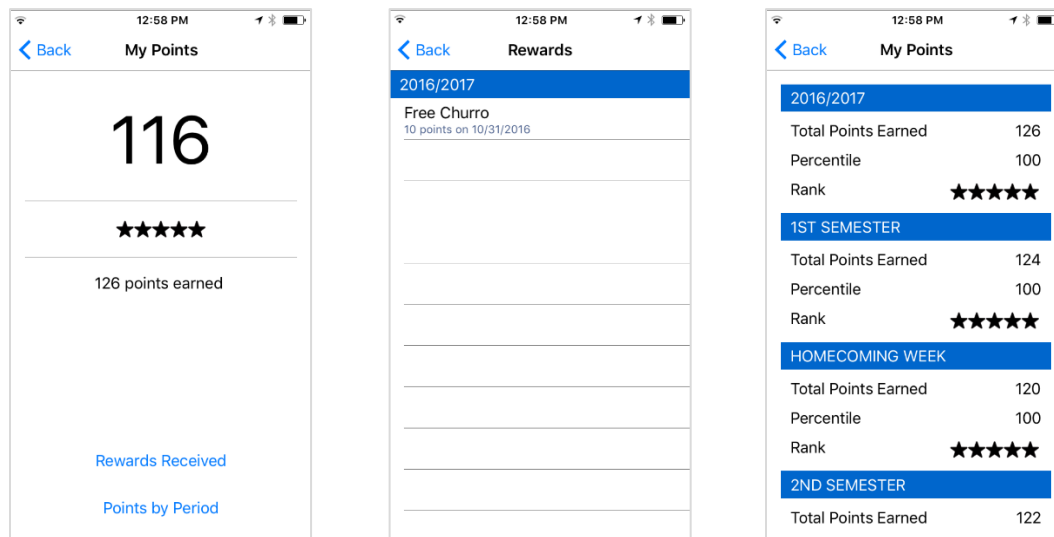 12:58 PM
Back My Points
116
★★★★★
126 points earned
Rewards Received
Points by Period
12:58 PM
Back Rewards
2016/2017
Free Churro
10 points on 10/31/2016
12:58 PM
Back My Points
2016/2017
Total Points Earned 126
Percentile 100
Rank ★★★★★
1ST SEMESTER
Total Points Earned 124
Percentile 100
Rank ★★★★★
HOMECOMING WEEK
Total Points Earned 120
Percentile 100
Rank ★★★★★
2ND SEMESTER
Total Points Earned 122